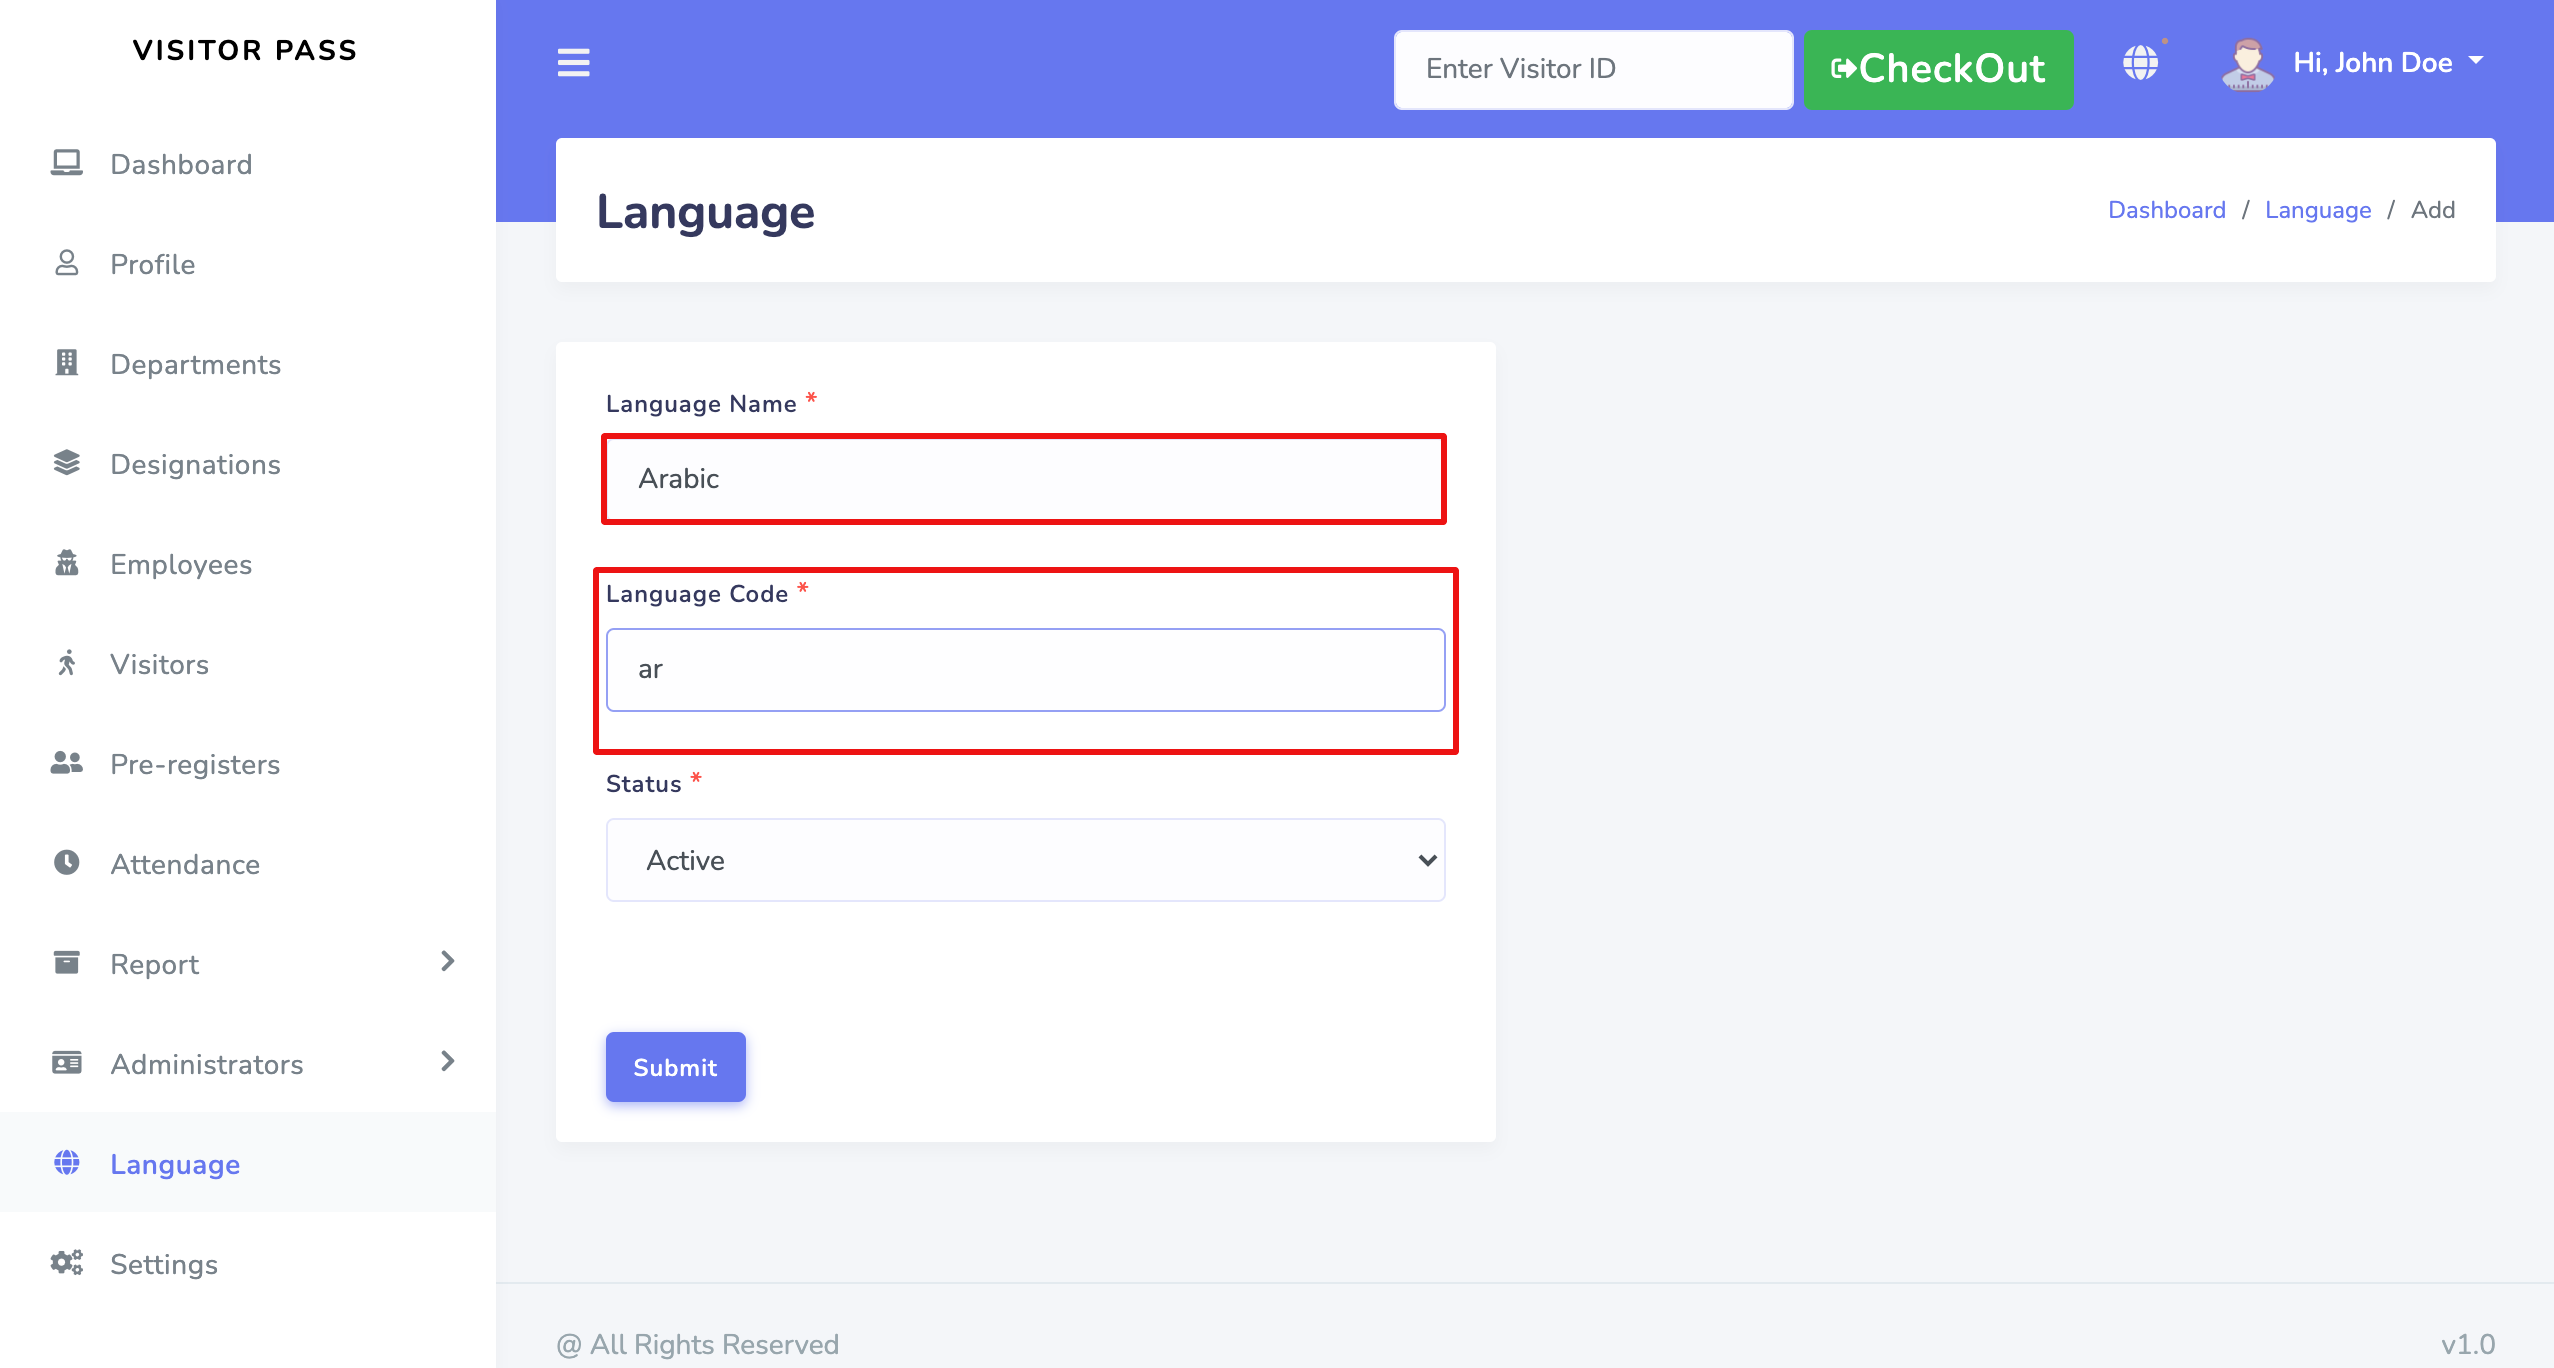 VISITOR PASS
Enter Visitor ID
CheckOut
Hi, John Doe
Dashboard
Profile
Departments
Designations
Employees
Visitors
Pre-registers
Attendance
Report
Administrators
Language
Settings
Language
Dashboard / Language / Add
Language Name *
Arabic
Language Code *
ar
Status *
Active
Submit
@ All Rights Reserved
v1.0